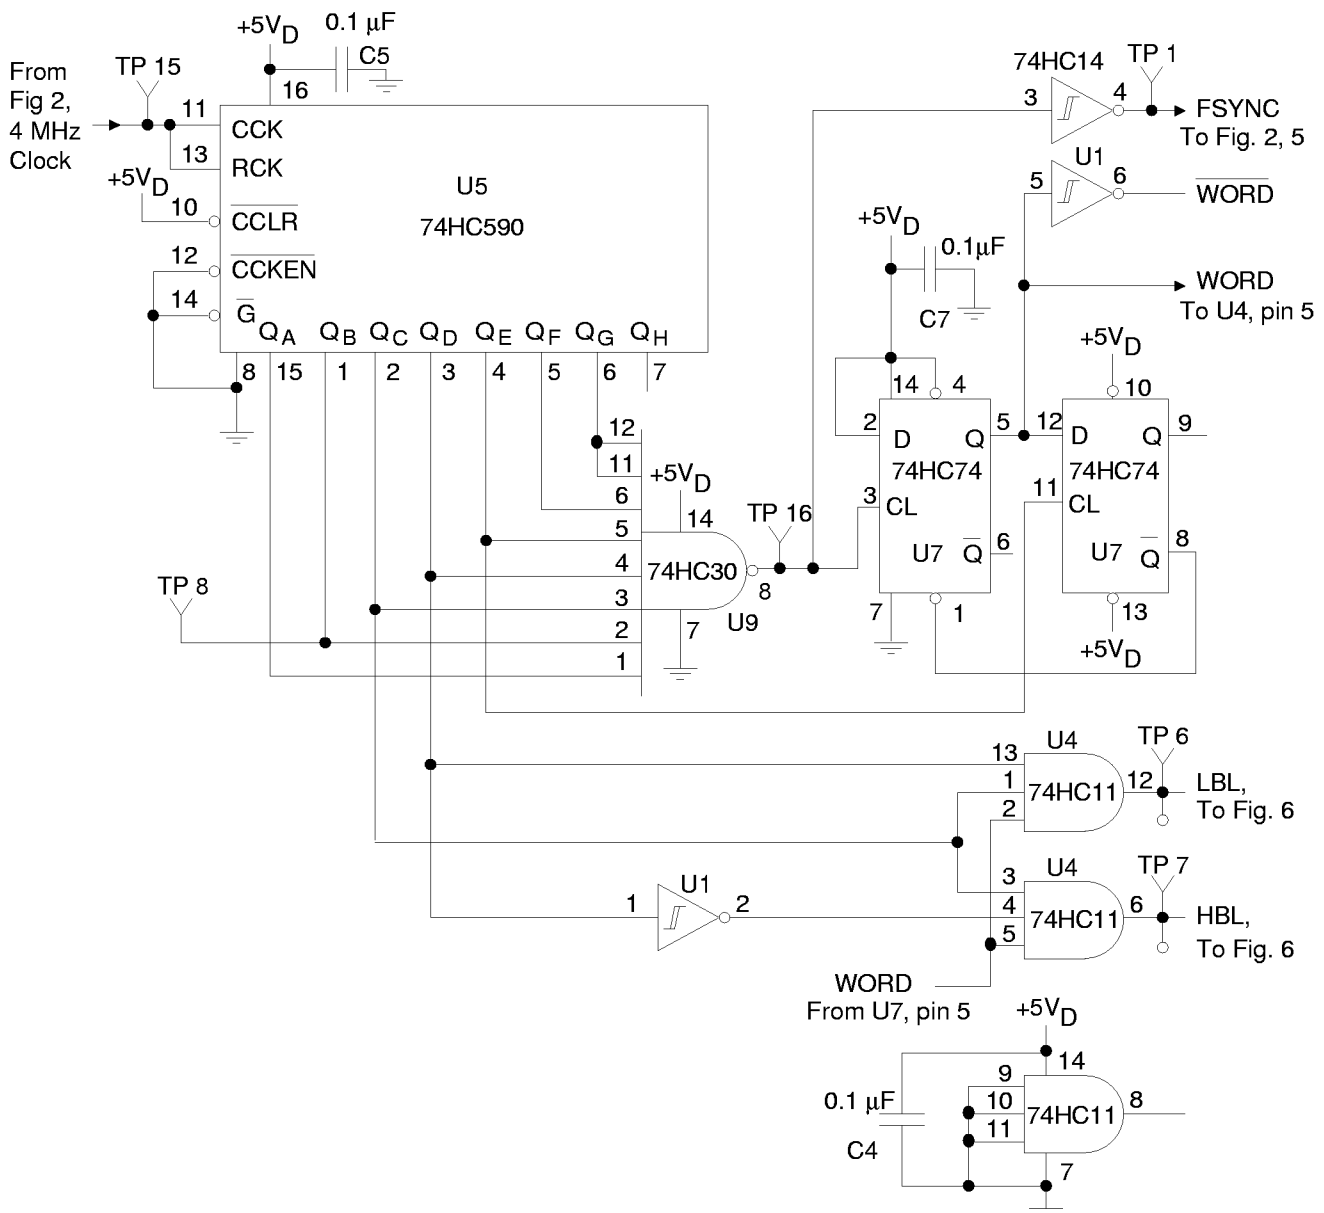 +5VD
0.1 µF
C5
From
Fig 2,
4 MHz
Clock
TP 15
16
11
CCK
13
RCK
+5VD
10
CCLR
12
CCKEN
14
G
U5
74HC590
QA
QB
QC
QD
QE
QF
QG
QH
8
15
1
2
3
4
5
6
7
74HC14
TP 1
3
4
FSYNC
To Fig. 2, 5
U1
5
6
WORD
+5VD
0.1µF
C7
WORD
To U4, pin 5
+5VD
14
4
10
2
D
Q
5
12
D
Q
9
74HC74
74HC74
3
CL
11
CL
U7
Q
6
U7
Q
8
7
1
13
+5VD
12
11
+5VD
6
14
5
4
74HC30
3
8
2
7
U9
1
TP 16
TP 8
U4
TP 6
13
1
74HC11
12
2
LBL,
To Fig. 6
U4
TP 7
3
4
74HC11
6
5
HBL,
To Fig. 6
U1
1
2
WORD
From U7, pin 5
+5VD
14
9
0.1 µF
10
74HC11
8
11
C4
7